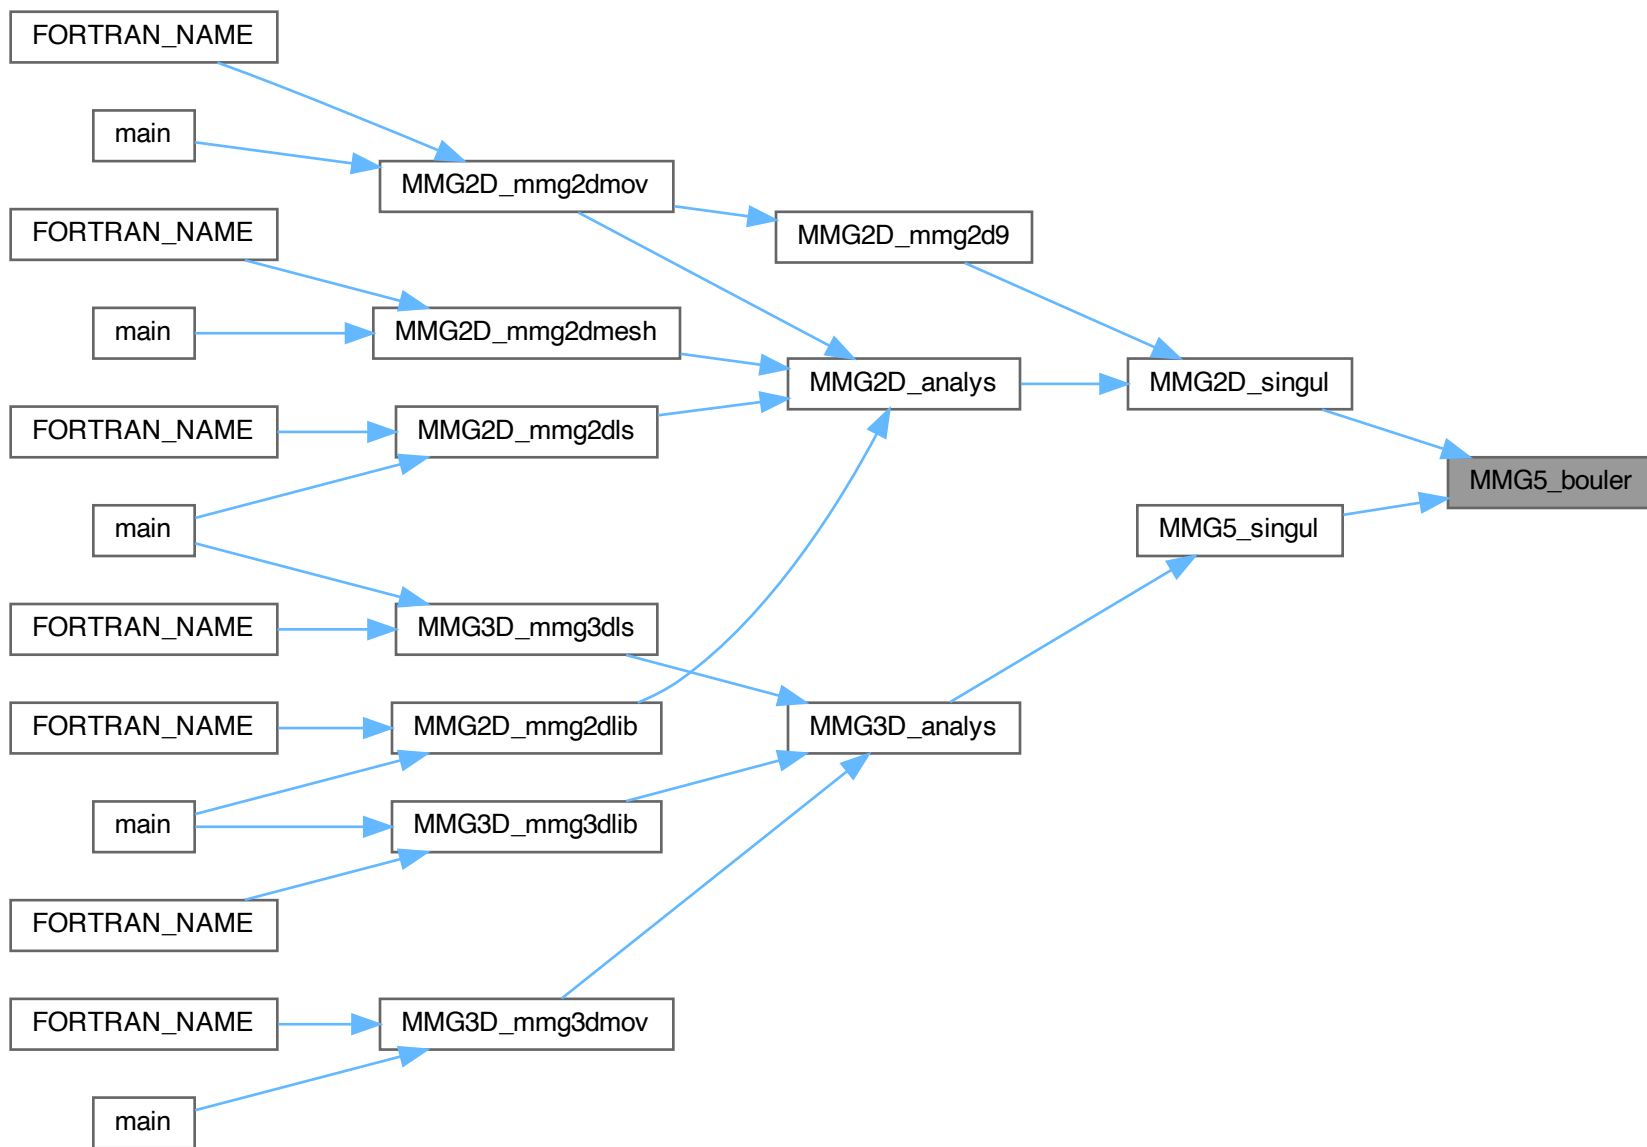 FORTRAN_NAME
main
MMG2D_mmg2dmov
FORTRAN_NAME
MMG2D_mmg2d9
main
MMG2D_mmg2dmesh
MMG2D_analys
MMG2D_singul
FORTRAN_NAME
MMG2D_mmg2dls
MMG5_bouler
main
MMG5_singul
FORTRAN_NAME
MMG3D_mmg3dls
FORTRAN_NAME
MMG2D_mmg2dlib
MMG3D_analys
main
MMG3D_mmg3dlib
FORTRAN_NAME
FORTRAN_NAME
MMG3D_mmg3dmov
main